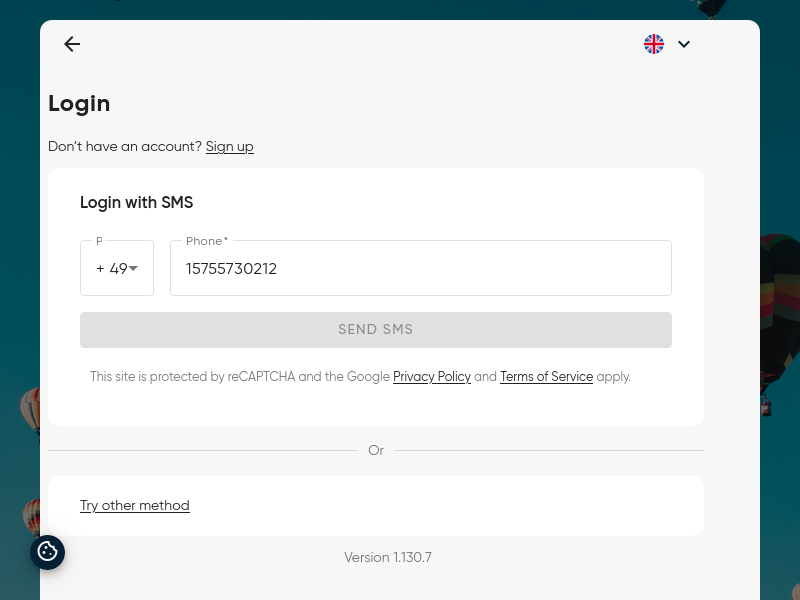 Login
Don't have an account? Sign up
Login with SMS
P
Phone*
+ 49
15755730212
SEND SMS
This site is protected by reCAPTCHA and the Google Privacy Policy and Terms of Service apply.
Or
Try other method
Version 1.130.7